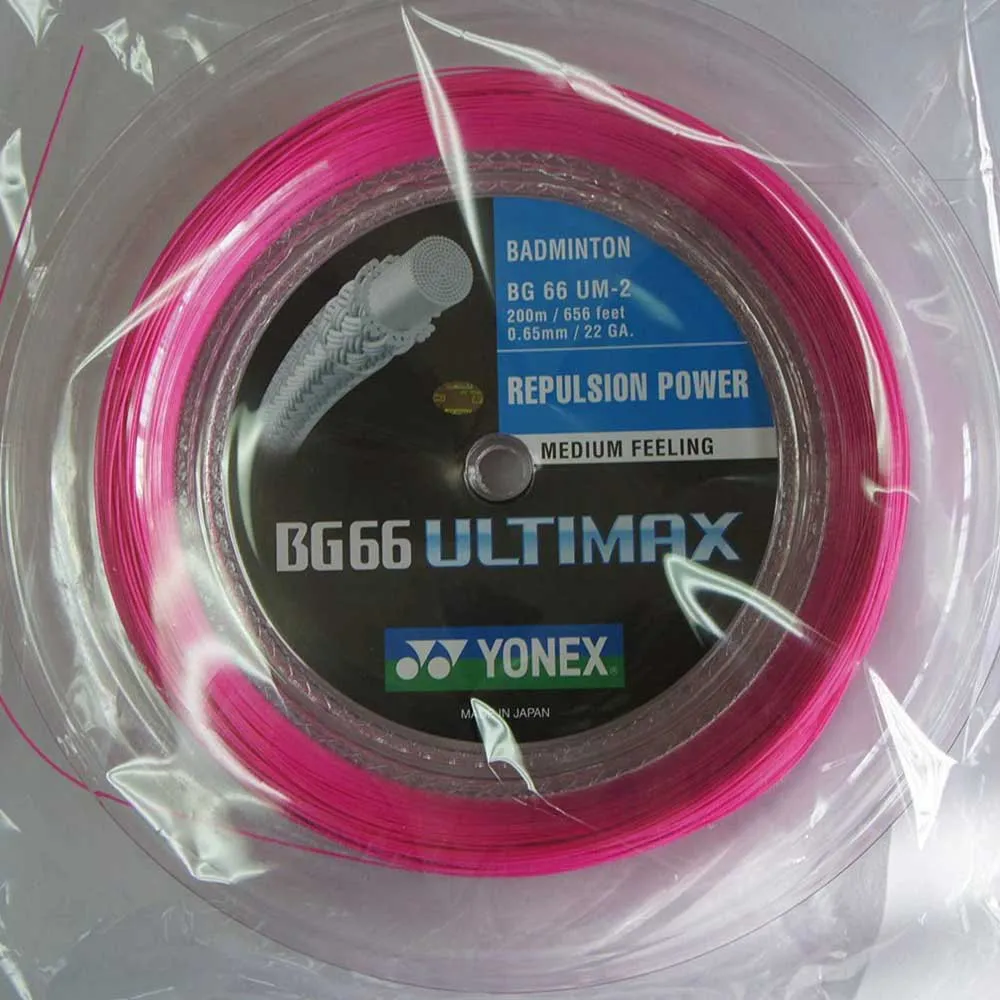 BADMINTON
BG 66 UM-2
200m / 656 feet
0.65mm / 22 GA.
REPULSION POWER
MEDIUM FEELING
BG66 ULTIMAX
YONEX®
MADE IN JAPAN